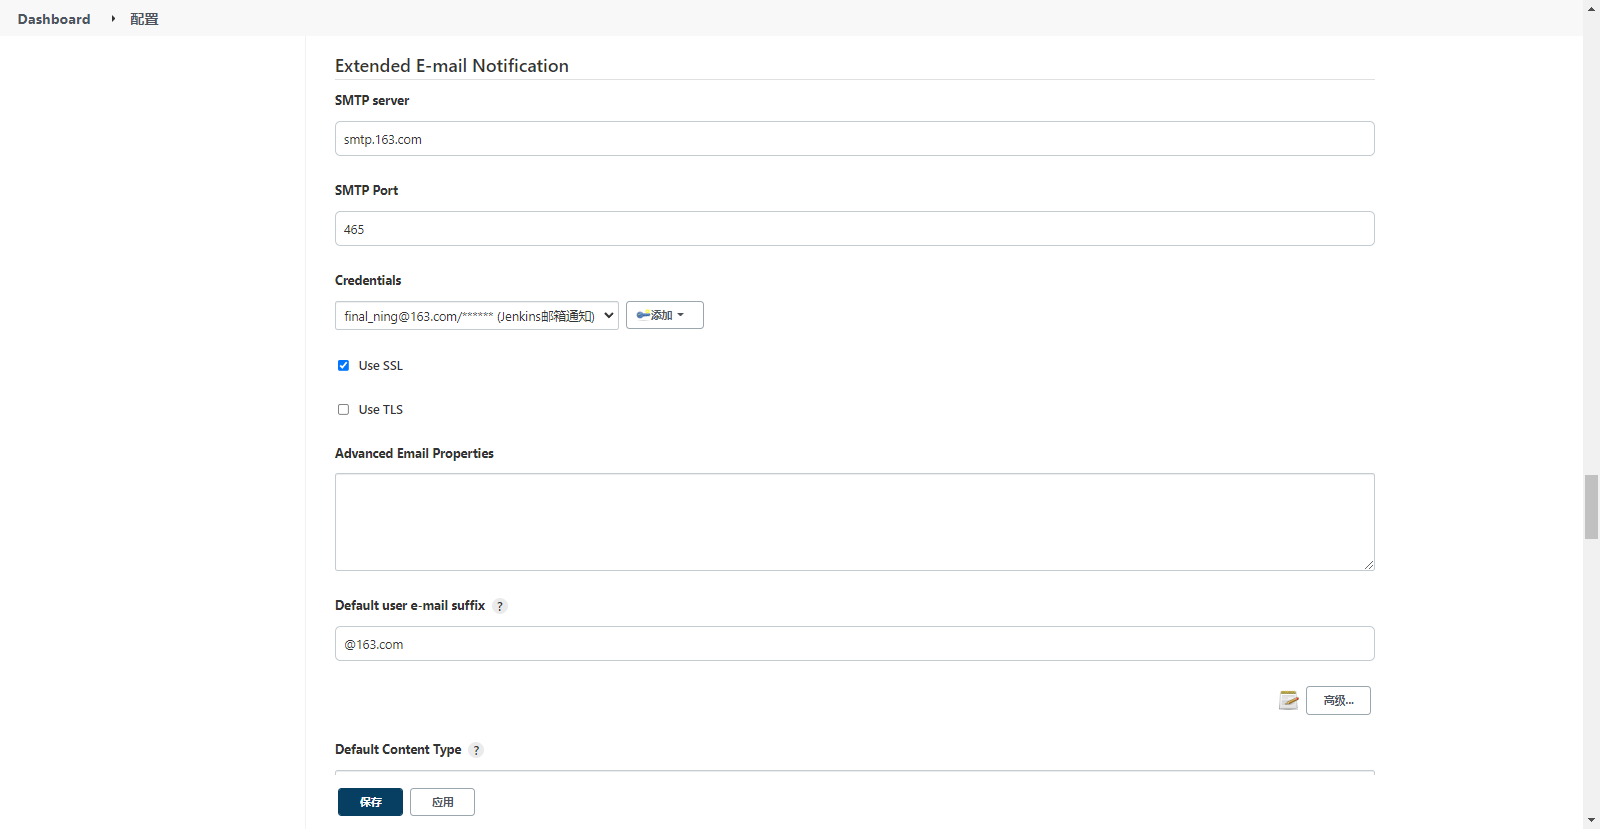 Dashboard 配置
Extended E-mail Notification
SMTP server
smtp.163.com
SMTP Port
465
Credentials
final_ning@163.com/****** (Jenkins邮箱通知) 添加
Use SSL
Use TLS
Advanced Email Properties
Default user e-mail suffix ?
@163.com
高级...
Default Content Type ?
保存 应用